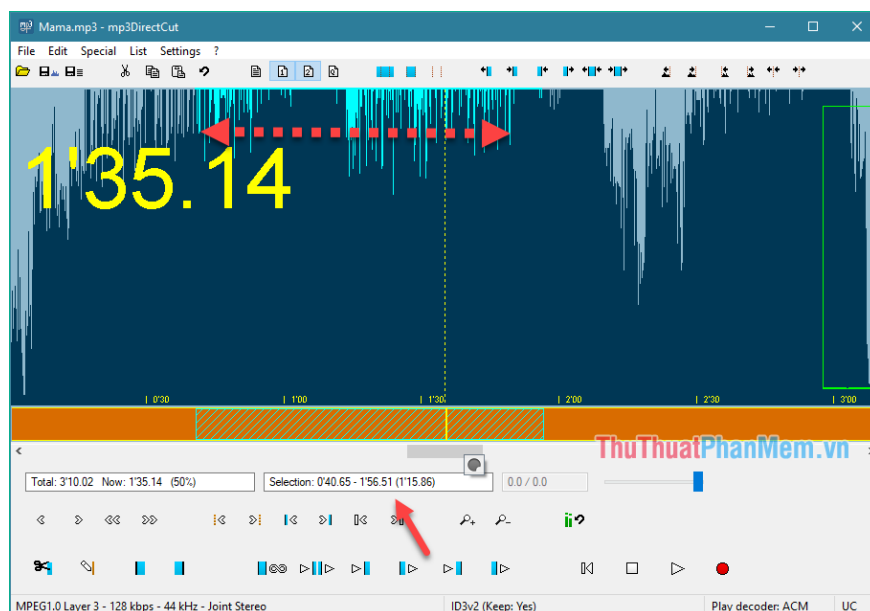 Mama.mp3 - mp3DirectCut
File Edit Special List Settings ?
1'35.14
0'30 1'00 1'30 2'00 2'30 3'00
ThuThuatPhanMem.vn
Total: 3'10.02 Now: 1'35.14 (50%) Selection: 0'40.65 - 1'56.51 (1'15.86) 0.0 / 0.0
MPEG1.0 Layer 3 - 128 kbps - 44 kHz - Joint Stereo ID3v2 (Keep: Yes) Play decoder: ACM UC